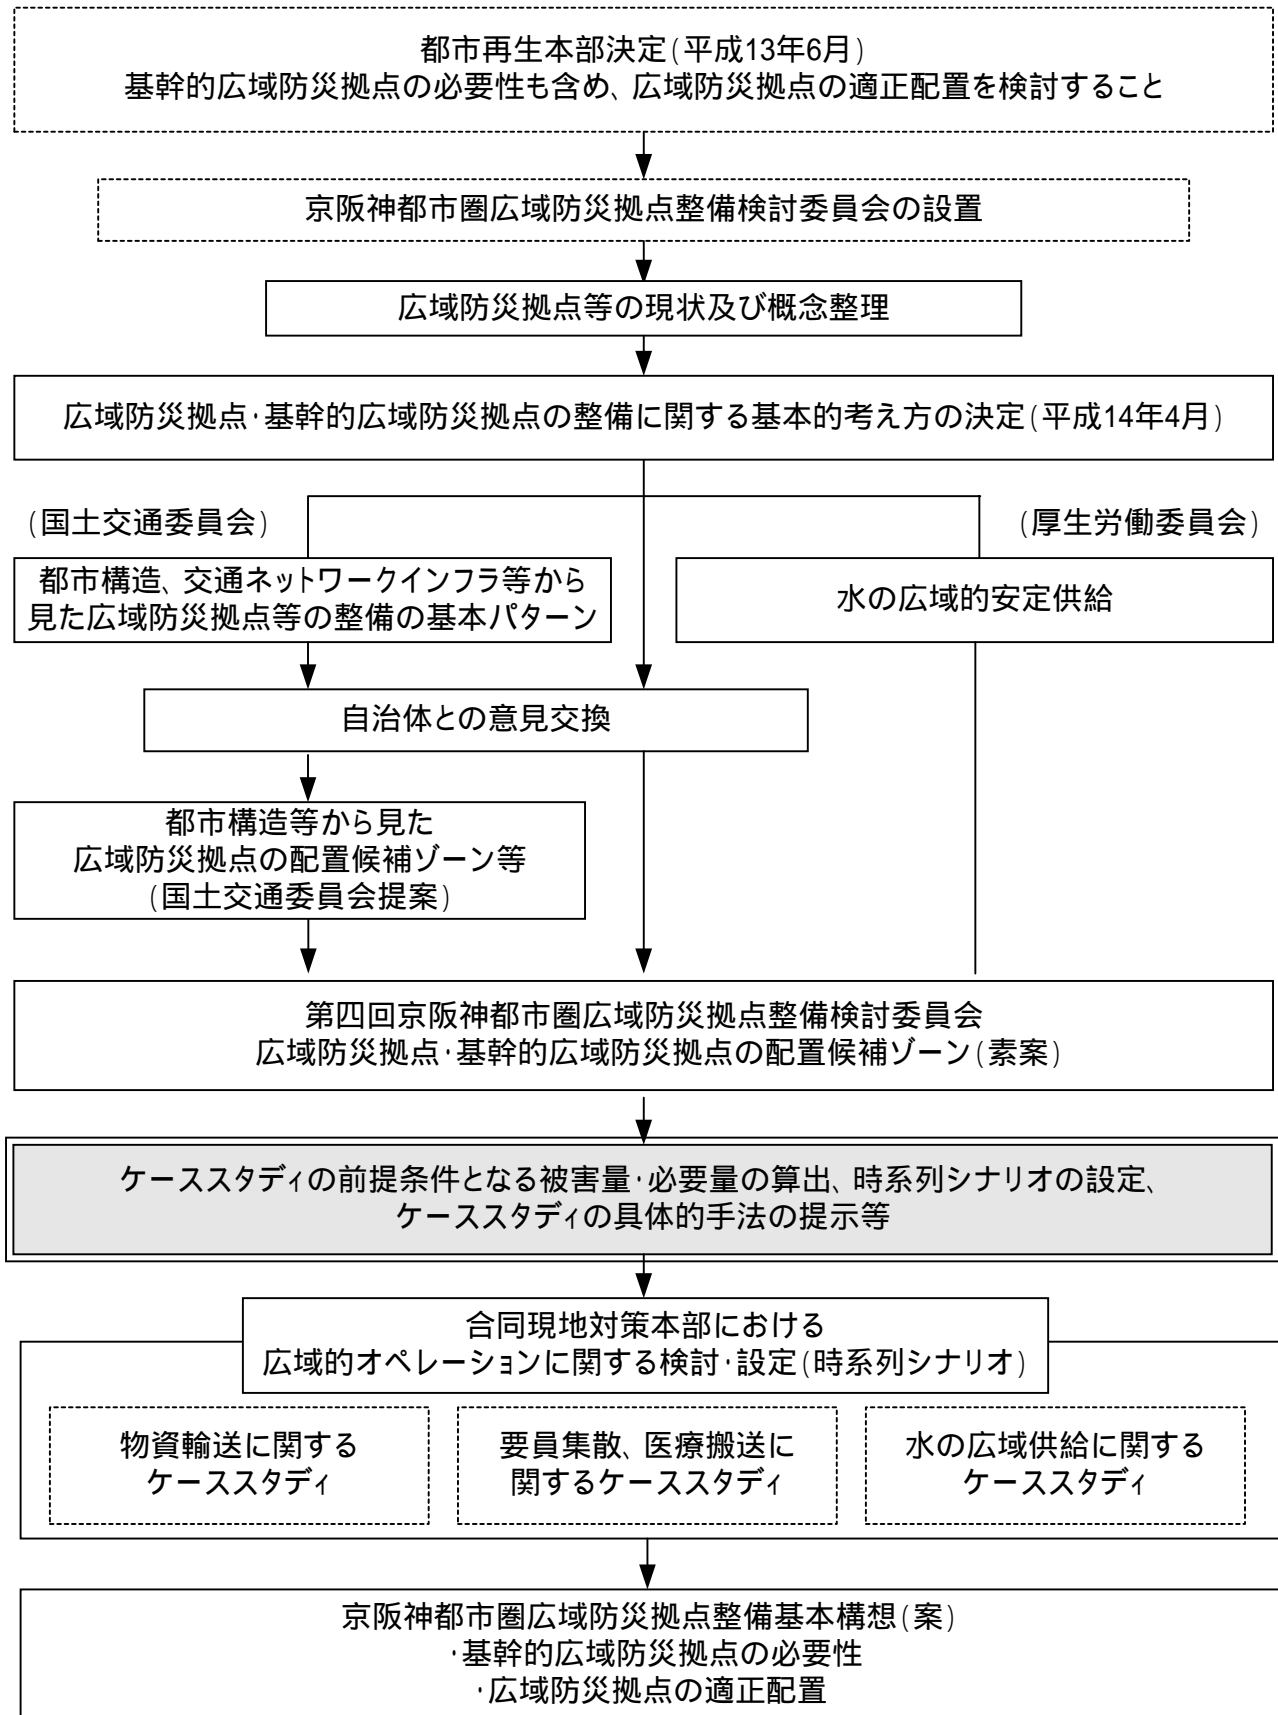 都市再生本部決定(平成13年6月)
基幹的広域防災拠点の必要性も含め、広域防災拠点の適正配置を検討すること
京阪神都市圏広域防災拠点整備検討委員会の設置
広域防災拠点等の現状及び概念整理
広域防災拠点・基幹的広域防災拠点の整備に関する基本的考え方の決定(平成14年4月)
(国土交通委員会)
(厚生労働委員会)
都市構造、交通ネットワークインフラ等から
見た広域防災拠点等の整備の基本パターン
水の広域的安定供給
自治体との意見交換
都市構造等から見た
広域防災拠点の配置候補ゾーン等
(国土交通委員会提案)
第四回京阪神都市圏広域防災拠点整備検討委員会
広域防災拠点・基幹的広域防災拠点の配置候補ゾーン(素案)
ケーススタディの前提条件となる被害量・必要量の算出、時系列シナリオの設定、
ケーススタディの具体的手法の提示等
合同現地対策本部における
広域的オペレーションに関する検討・設定(時系列シナリオ)
物資輸送に関する
ケーススタディ
要員集散、医療搬送に
関するケーススタディ
水の広域供給に関する
ケーススタディ
京阪神都市圏広域防災拠点整備基本構想(案)
・基幹的広域防災拠点の必要性
・広域防災拠点の適正配置